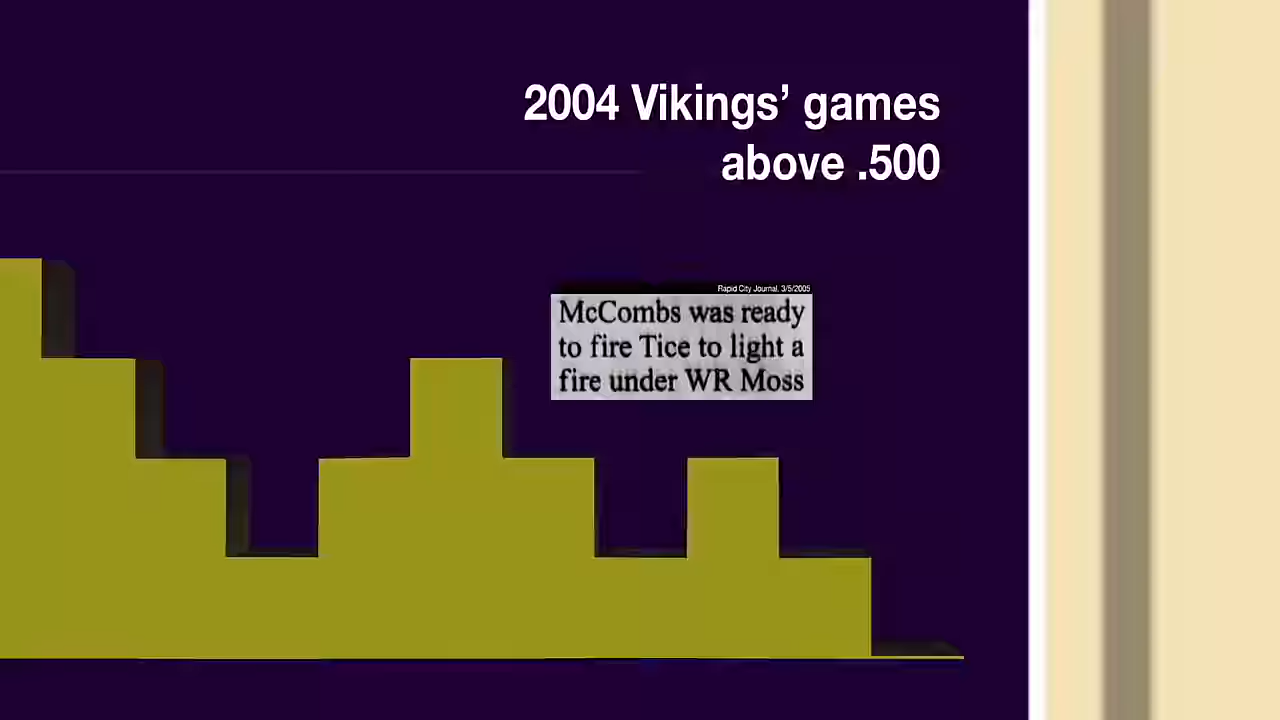 2004 Vikings’ games
above .500
Rapid City Journal, 3/5/2005
McCombs was ready
to fire Tice to light a
fire under WR Moss